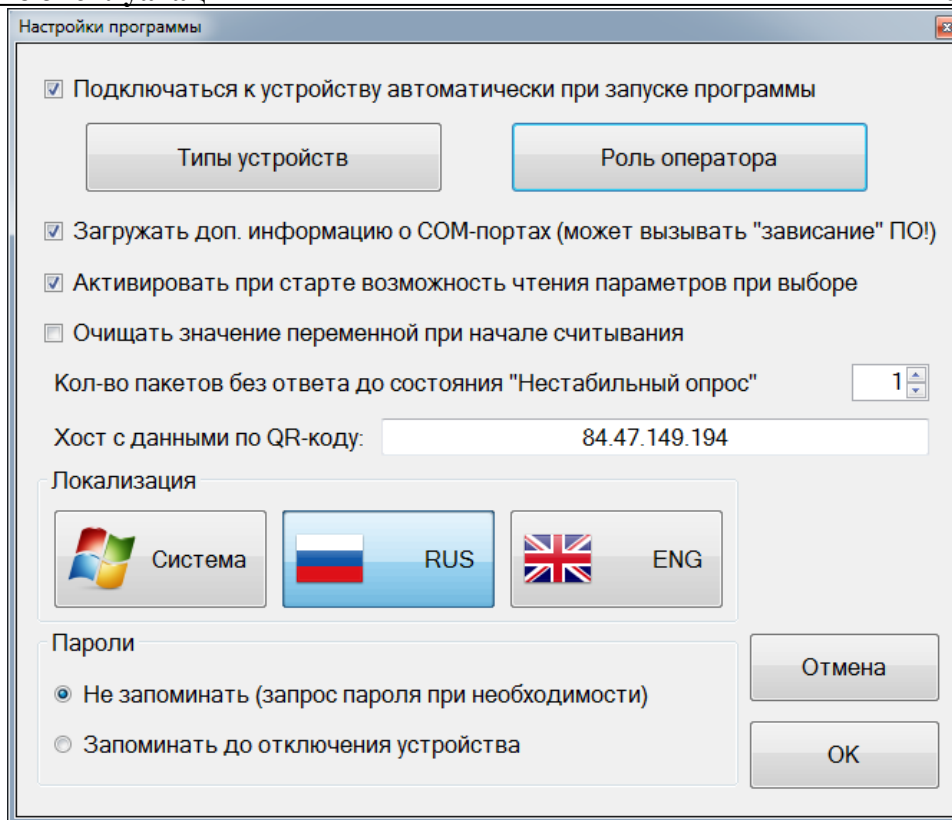 Настройки программы
Подключаться к устройству автоматически при запуске программы
Типы устройств
Роль оператора
Загружать доп. информацию о COM-портах (может вызывать "зависание" ПО!)
Активировать при старте возможность чтения параметров при выборе
Очищать значение переменной при начале считывания
Кол-во пакетов без ответа до состояния "Нестабильный опрос"
1
Хост с данными по QR-коду:
84.47.149.194
Локализация
Система
RUS
ENG
Пароли
Не запоминать (запрос пароля при необходимости)
Запоминать до отключения устройства
Отмена
OK